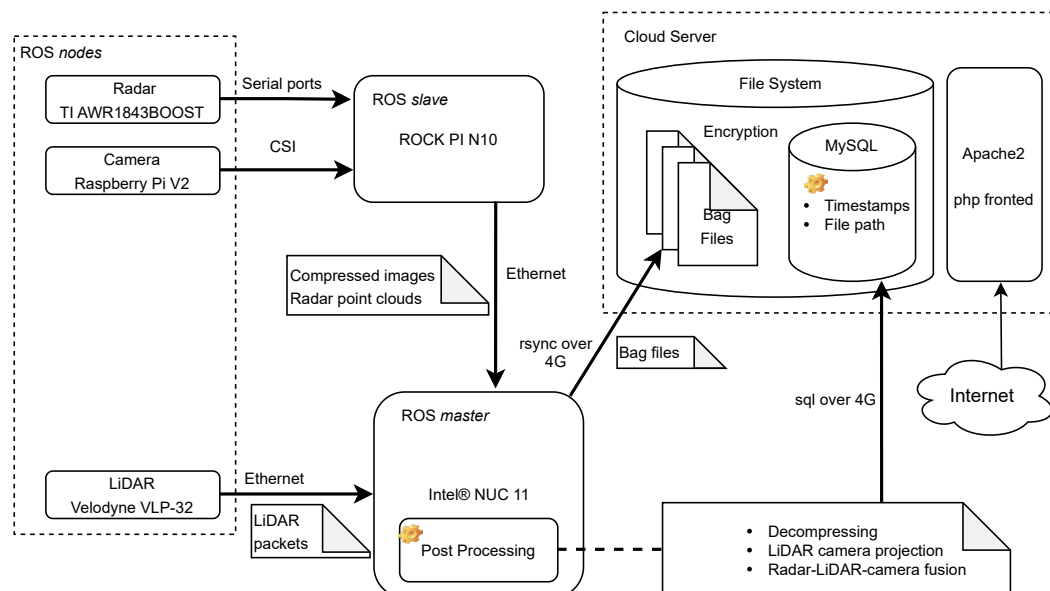 ROS nodes
Radar
TI AWR1843BOOST
Camera
Raspberry Pi V2
Serial ports
CSI
ROS slave
ROCK PI N10
Compressed images
Radar point clouds
Ethernet
LiDAR
Velodyne VLP-32
Ethernet
LiDAR
packets
ROS master
Intel® NUC 11
Post Processing
rsync over
4G
Bag files
Cloud Server
File System
Encryption
Bag
Files
MySQL
• Timestamps
• File path
Apache2
php fronted
Internet
sql over 4G
• Decompressing
• LiDAR camera projection
• Radar-LiDAR-camera fusion